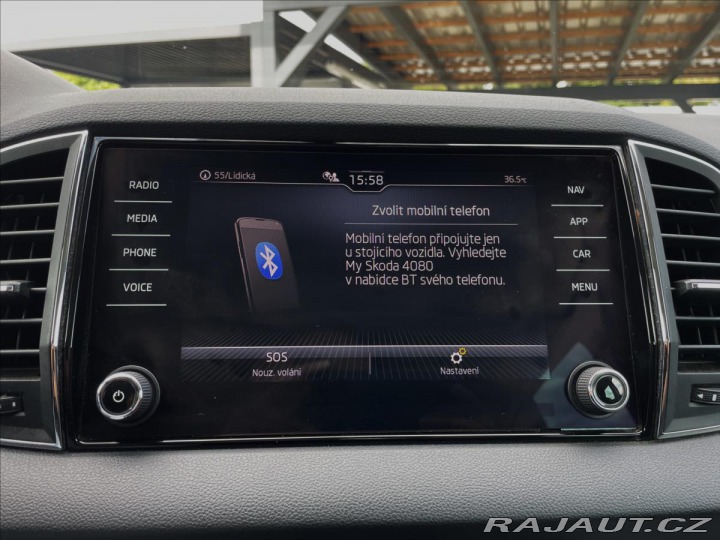 55/Lidická
15:58
36.5°C
RADIO
MEDIA
PHONE
VOICE
NAV
APP
CAR
MENU
Zvolit mobilní telefon
Mobilní telefon připojujte jen
u stojícího vozidla. Vyhledejte
My Skoda 4080
v nabídce BT svého telefonu.
SOS
Nouz. volání
Nastavení
RAJAUT.CZ